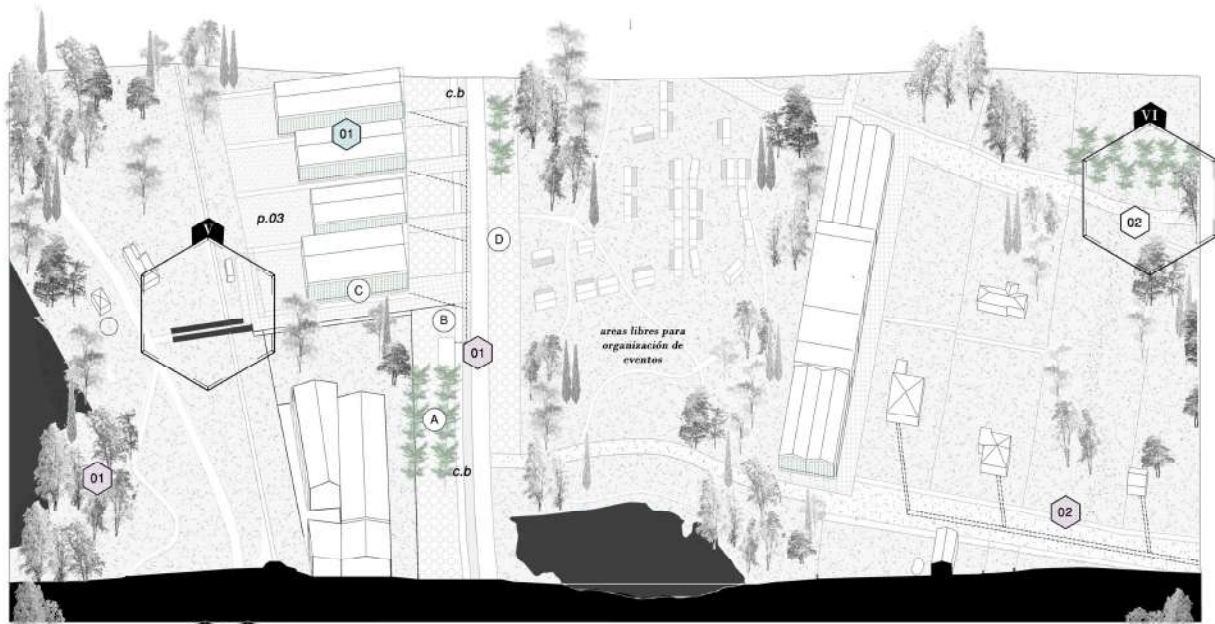 c.b
01
VI
p.03
V
02
D
C
B
01
areas libres para
organización de
eventos
A
c.b
01
02